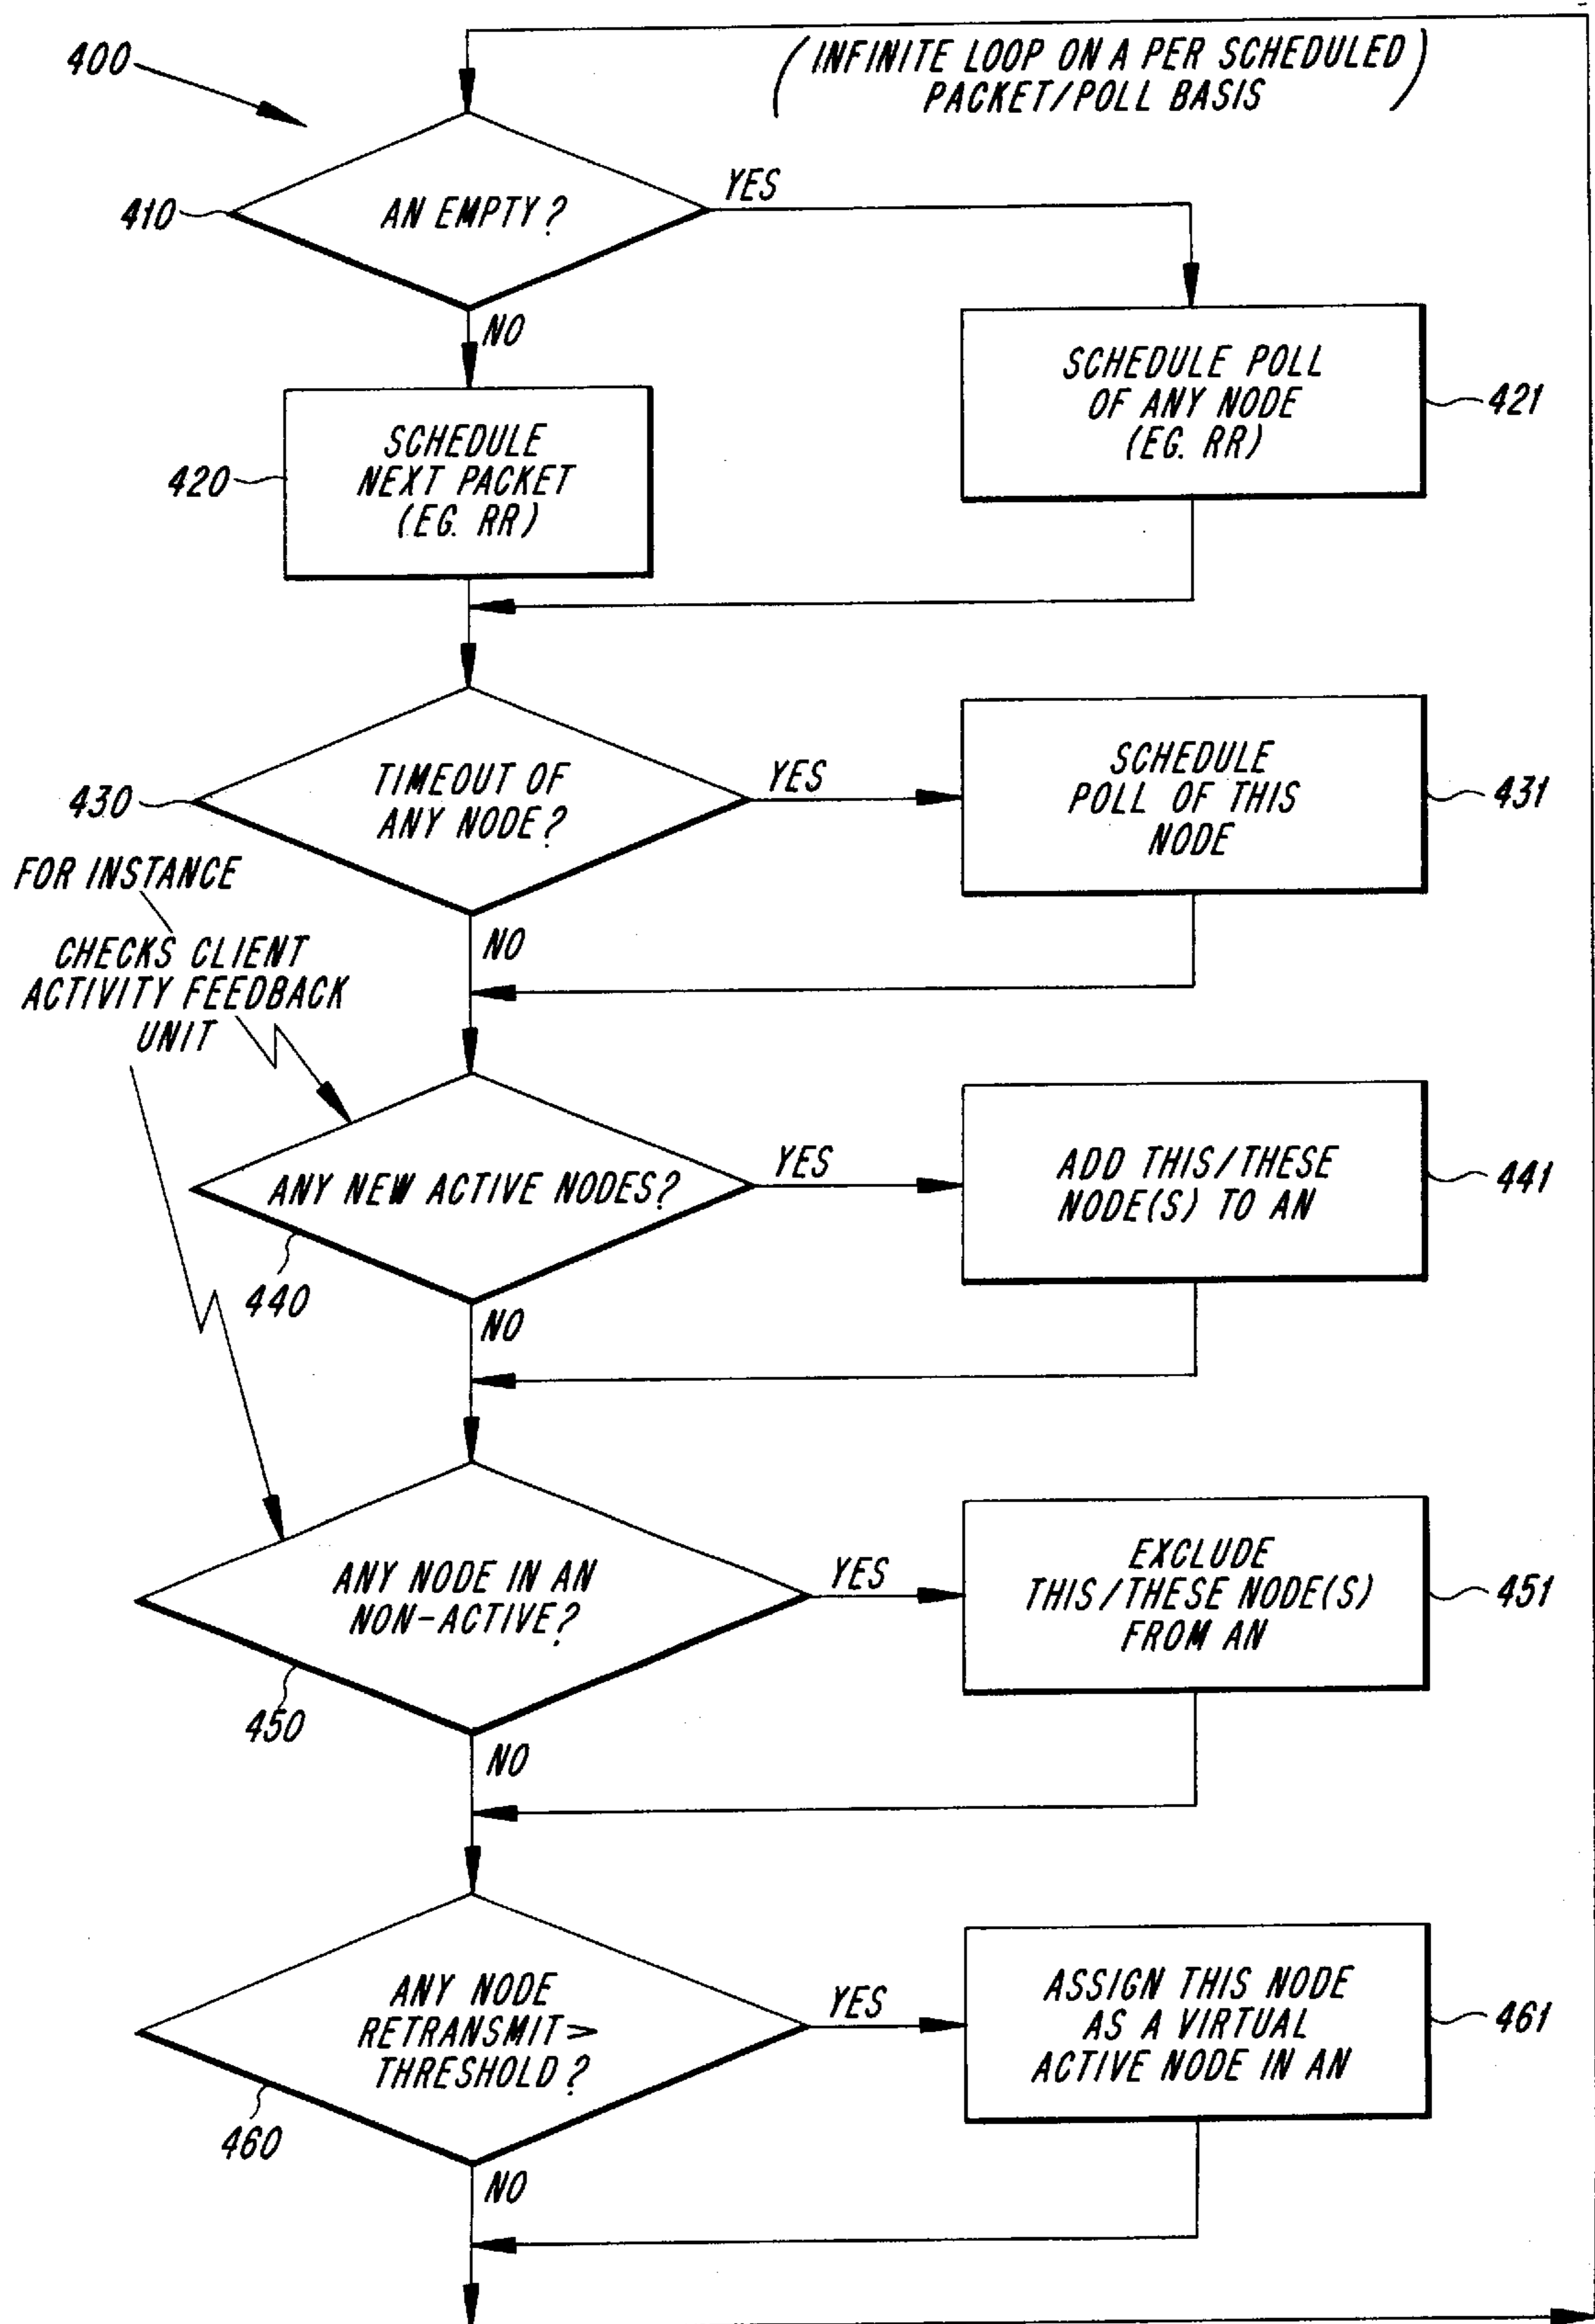 400
(INFINITE LOOP ON A PER SCHEDULED
PACKET/POLL BASIS)
410
AN EMPTY?
YES
NO
SCHEDULE POLL
OF ANY NODE
(EG. RR)
421
SCHEDULE
NEXT PACKET
(EG. RR)
420
TIMEOUT OF
ANY NODE?
430
YES
SCHEDULE
POLL OF THIS
NODE
431
FOR INSTANCE
CHECKS CLIENT
ACTIVITY FEEDBACK
UNIT
NO
ANY NEW ACTIVE NODES?
440
YES
ADD THIS/THESE
NODE(S) TO AN
441
NO
ANY NODE IN AN
NON-ACTIVE?
450
YES
EXCLUDE
THIS/THESE NODE(S)
FROM AN
451
NO
ANY NODE
RETRANSMIT>
THRESHOLD?
460
YES
ASSIGN THIS NODE
AS A VIRTUAL
ACTIVE NODE IN AN
461
NO